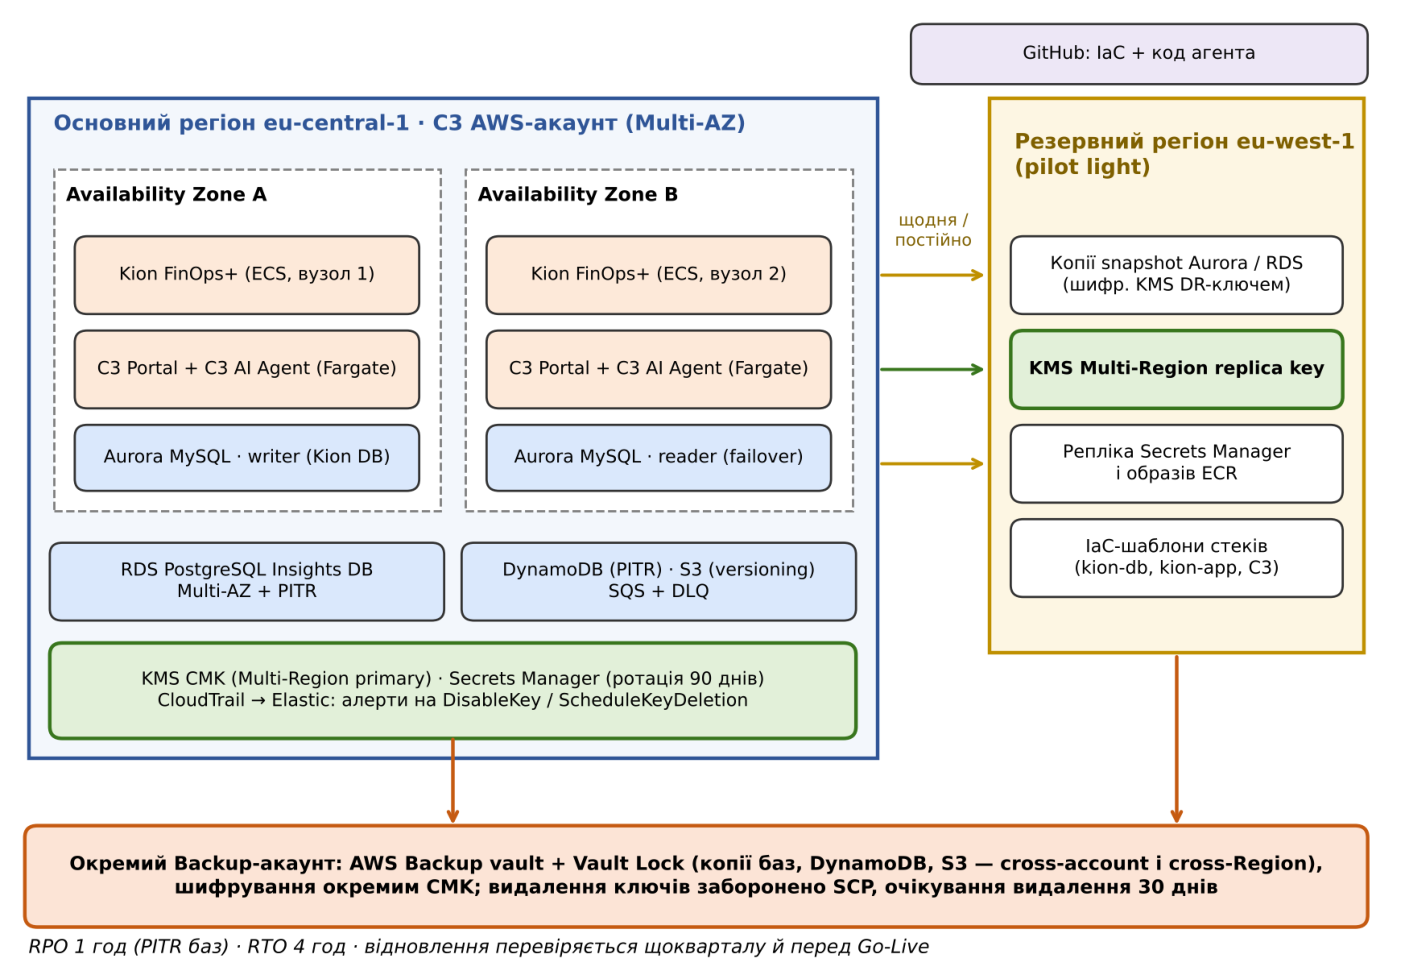 GitHub: IaC + код агента
Основний регіон eu-central-1 · C3 AWS-акаунт (Multi-AZ)
Availability Zone A
Kion FinOps+ (ECS, вузол 1)
C3 Portal + C3 AI Agent (Fargate)
Aurora MySQL · writer (Kion DB)
Availability Zone B
Kion FinOps+ (ECS, вузол 2)
C3 Portal + C3 AI Agent (Fargate)
Aurora MySQL · reader (failover)
RDS PostgreSQL Insights DB
Multi-AZ + PITR
DynamoDB (PITR) · S3 (versioning)
SQS + DLQ
KMS CMK (Multi-Region primary) · Secrets Manager (ротація 90 днів)
CloudTrail → Elastic: алерти на DisableKey / ScheduleKeyDeletion
щодня /
постійно
Резервний регіон eu-west-1
(pilot light)
Копії snapshot Aurora / RDS
(шифр. KMS DR-ключем)
KMS Multi-Region replica key
Репліка Secrets Manager
і образів ECR
IaC-шаблони стеків
(kion-db, kion-app, C3)
Окремий Backup-акаунт: AWS Backup vault + Vault Lock (копії баз, DynamoDB, S3 — cross-account і cross-Region),
шифрування окремим CMK; видалення ключів заборонено SCP, очікування видалення 30 днів
RPO 1 год (PITR баз) · RTO 4 год · відновлення перевіряється щокварталу й перед Go-Live